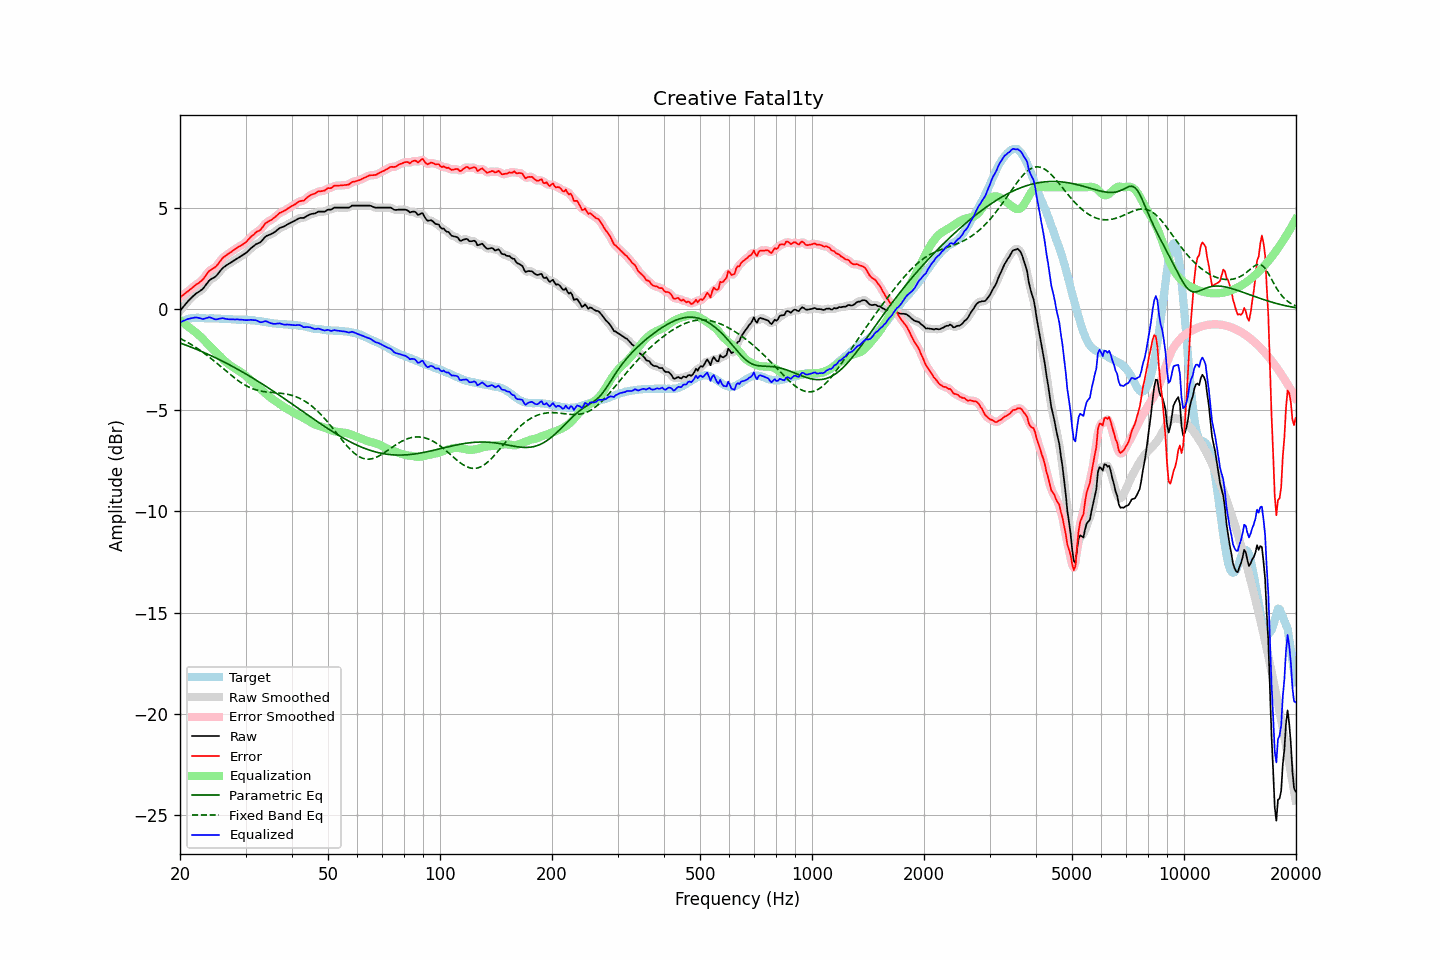 Creative Fatal1ty
Amplitude (dBr)
5
0
−5
−10
−15
−20
−25
Target
Raw Smoothed
Error Smoothed
Raw
Error
Equalization
Parametric Eq
Fixed Band Eq
Equalized
20 50 100 200 500 1000 2000 5000 10000 20000
Frequency (Hz)